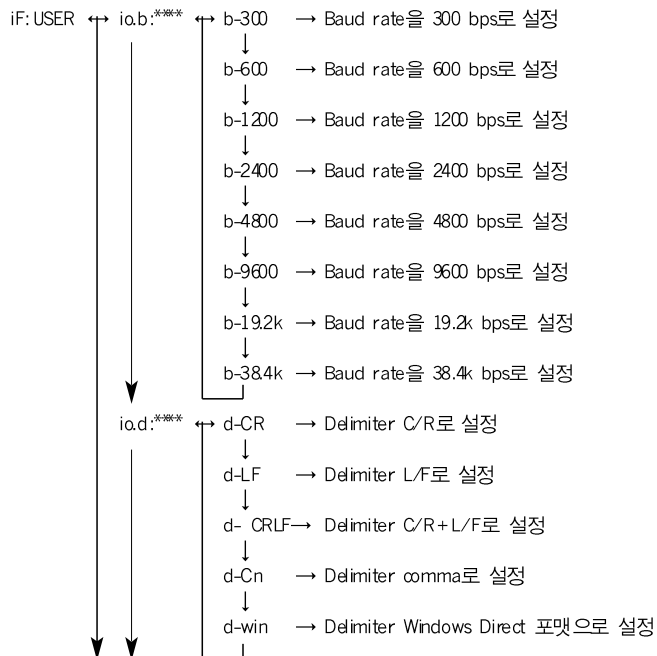 iF: USER ↔ io.b:**** ↔ b-300 → Baud rate을 300 bps로 설정
b-600 → Baud rate을 600 bps로 설정
b-1200 → Baud rate을 1200 bps로 설정
b-2400 → Baud rate을 2400 bps로 설정
b-4800 → Baud rate을 4800 bps로 설정
b-9600 → Baud rate을 9600 bps로 설정
b-19.2k → Baud rate을 19.2k bps로 설정
b-38.4k → Baud rate을 38.4k bps로 설정
io.d:**** ↔ d-CR → Delimiter C/R로 설정
d-LF → Delimiter L/F로 설정
d- CRLF→ Delimiter C/R+L/F로 설정
d-Cn → Delimiter comma로 설정
d-win → Delimiter Windows Direct 포맷으로 설정